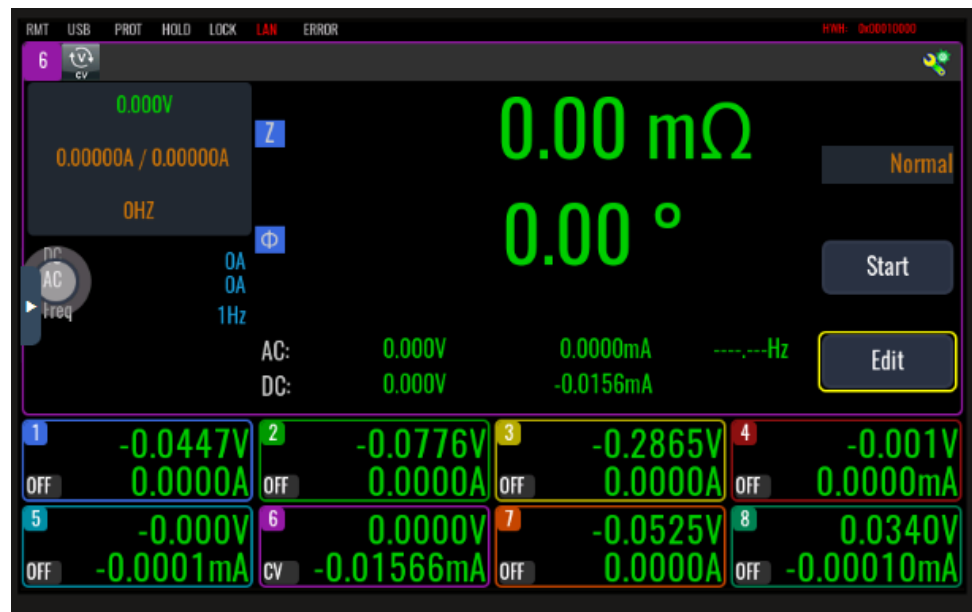 RMT USB PROT HOLD LOCK LAN ERROR HWH: 0x00010000
6 V CV
0.000V
0.00000A / 0.00000A
0HZ
Z 0.00 mΩ
Φ 0.00 °
Normal
DC 0A
AC 0A
Freq 1Hz
Start
Edit
AC: 0.000V 0.0000mA ----.---Hz
DC: 0.000V -0.0156mA
1 -0.0447V
OFF 0.0000A
2 -0.0776V
OFF 0.0000A
3 -0.2865V
OFF 0.0000A
4 -0.001V
OFF 0.0000mA
5 -0.000V
OFF -0.0001mA
6 0.0000V
CV -0.01566mA
7 -0.0525V
OFF 0.0000A
8 0.0340V
OFF -0.00010mA